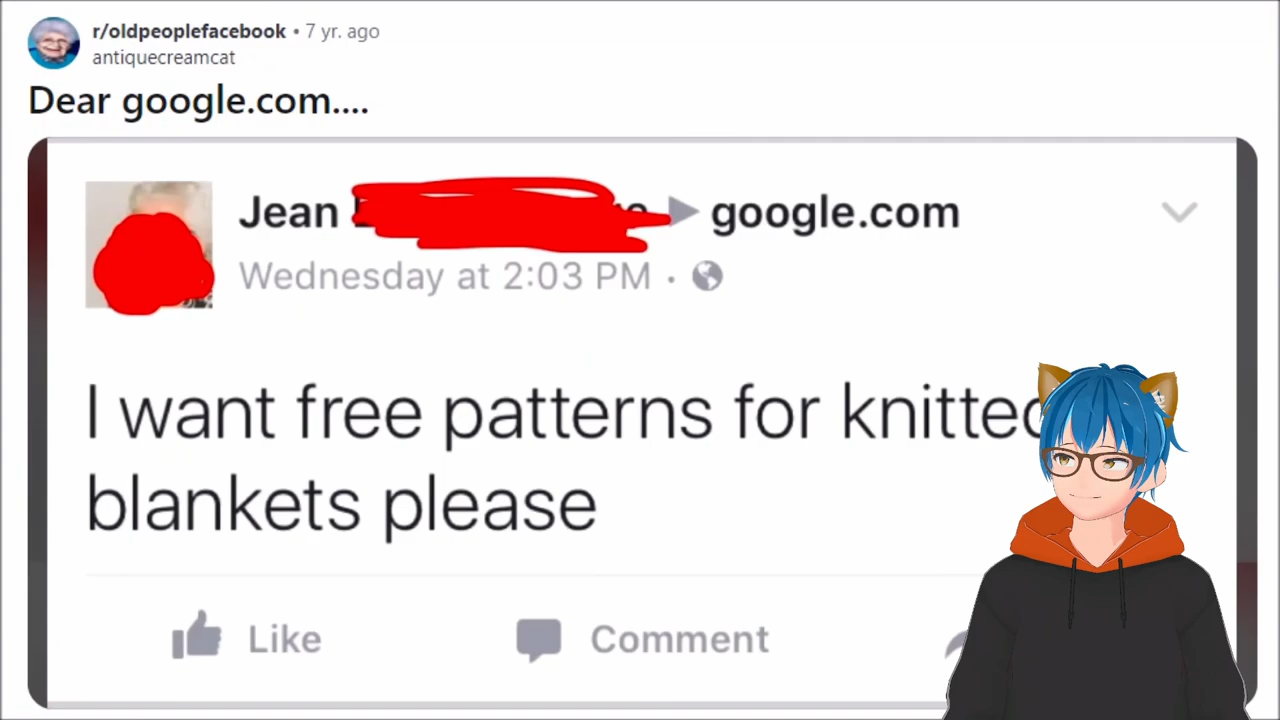 r/oldpeoplefacebook • 7 yr. ago
antiquecreamcat
Dear google.com....
Jean google.com
Wednesday at 2:03 PM ·
I want free patterns for knitted
blankets please
Like Comment